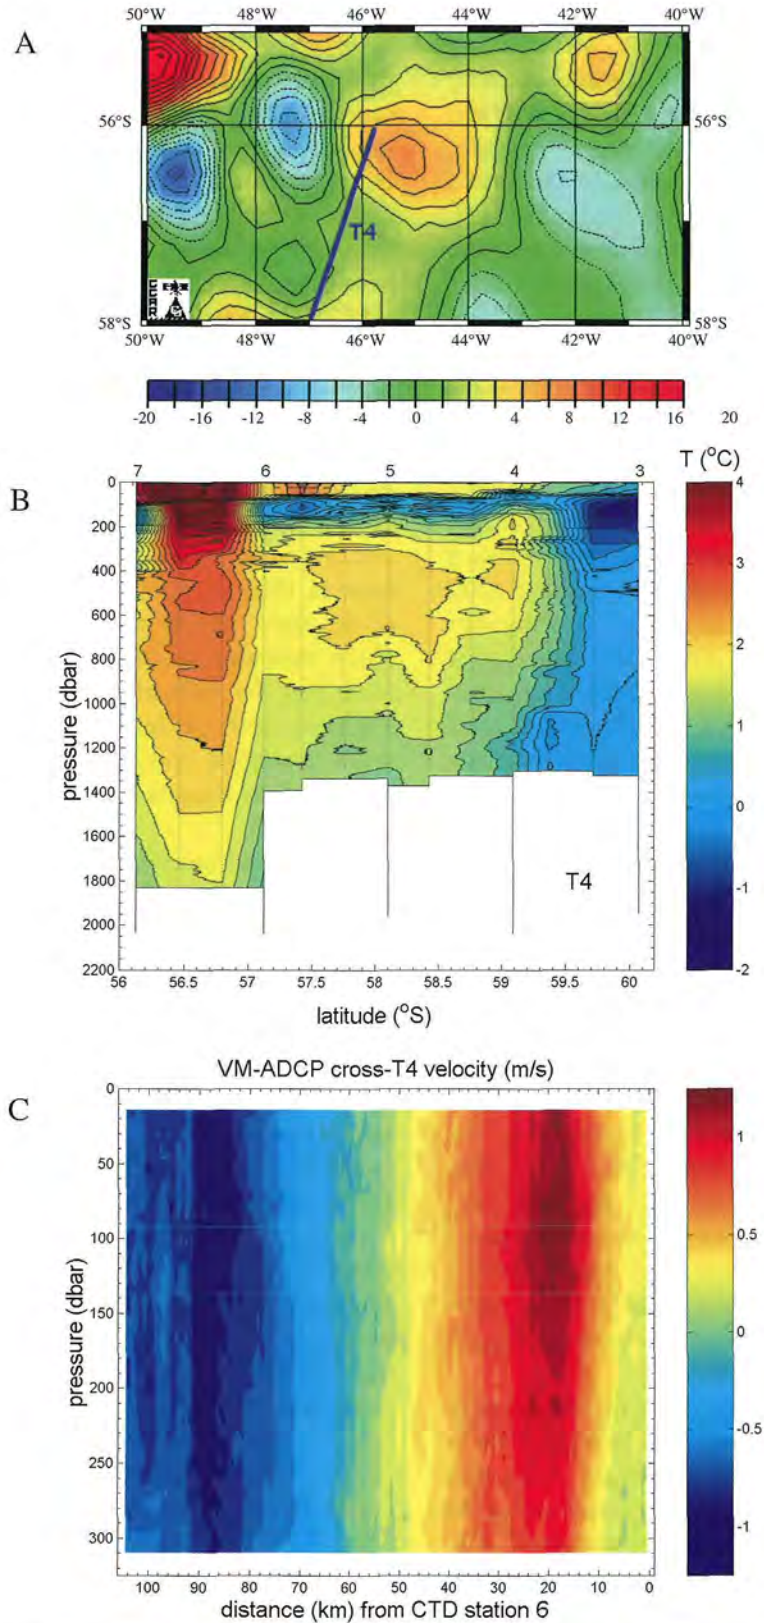 A
50°W 48°W 46°W 44°W 42°W 40°W
56°S 56°S
T4
58°S 58°S
50°W 48°W 46°W 44°W 42°W 40°W
-20 -16 -12 -8 -4 0 4 8 12 16 20
B
T (°C)
7 6 5 4 3
0 200 400 600 800 1000 1200 1400 1600 1800 2000 2200
pressure (dbar)
T4
4 3 2 1 0 -1 -2
56 56.5 57 57.5 58 58.5 59 59.5 60
latitude (°S)
VM-ADCP cross-T4 velocity (m/s)
C
0 50 100 150 200 250 300
pressure (dbar)
1 0.5 0 -0.5 -1
100 90 80 70 60 50 40 30 20 10 0
distance (km) from CTD station 6